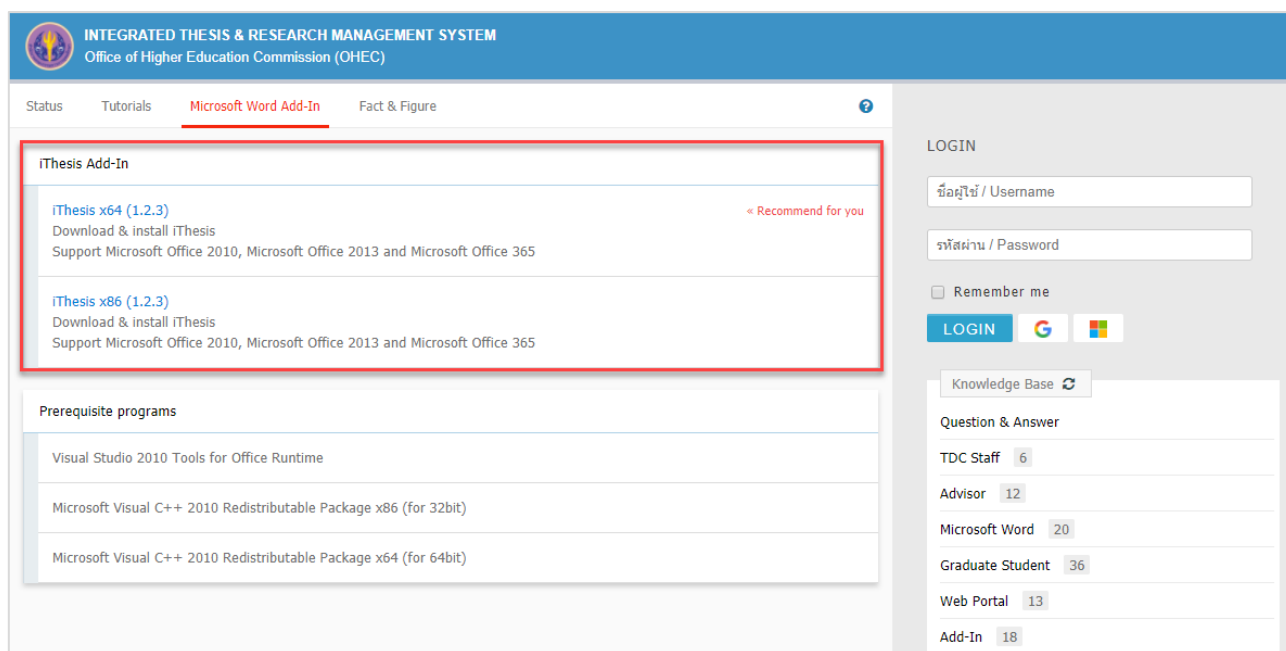 INTEGRATED THESIS & RESEARCH MANAGEMENT SYSTEM
Office of Higher Education Commission (OHEC)
Status
Tutorials
Microsoft Word Add-In
Fact & Figure
iThesis Add-In
iThesis x64 (1.2.3)
« Recommend for you
Download & install iThesis
Support Microsoft Office 2010, Microsoft Office 2013 and Microsoft Office 365
iThesis x86 (1.2.3)
Download & install iThesis
Support Microsoft Office 2010, Microsoft Office 2013 and Microsoft Office 365
Prerequisite programs
Visual Studio 2010 Tools for Office Runtime
Microsoft Visual C++ 2010 Redistributable Package x86 (for 32bit)
Microsoft Visual C++ 2010 Redistributable Package x64 (for 64bit)
LOGIN
ชื่อผู้ใช้ / Username
รหัสผ่าน / Password
Remember me
LOGIN
Knowledge Base
Question & Answer
TDC Staff 6
Advisor 12
Microsoft Word 20
Graduate Student 36
Web Portal 13
Add-In 18